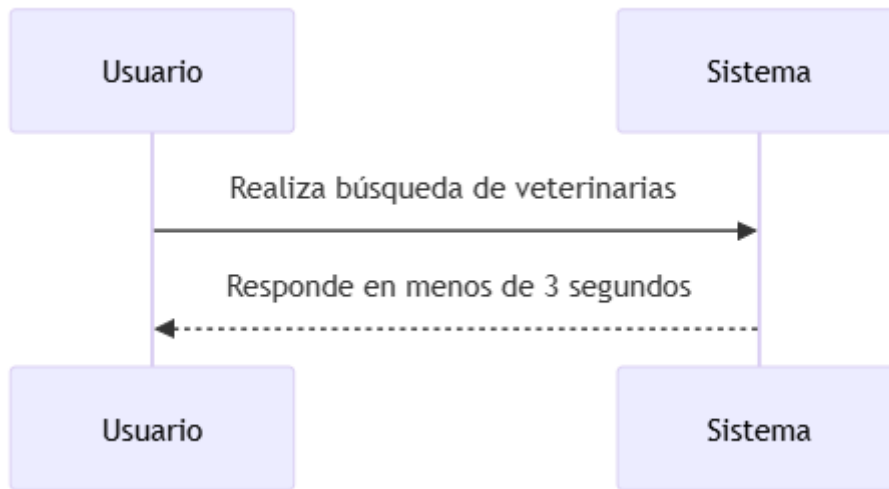 Usuario
Sistema
Realiza búsqueda de veterinarias
Responde en menos de 3 segundos
Usuario
Sistema